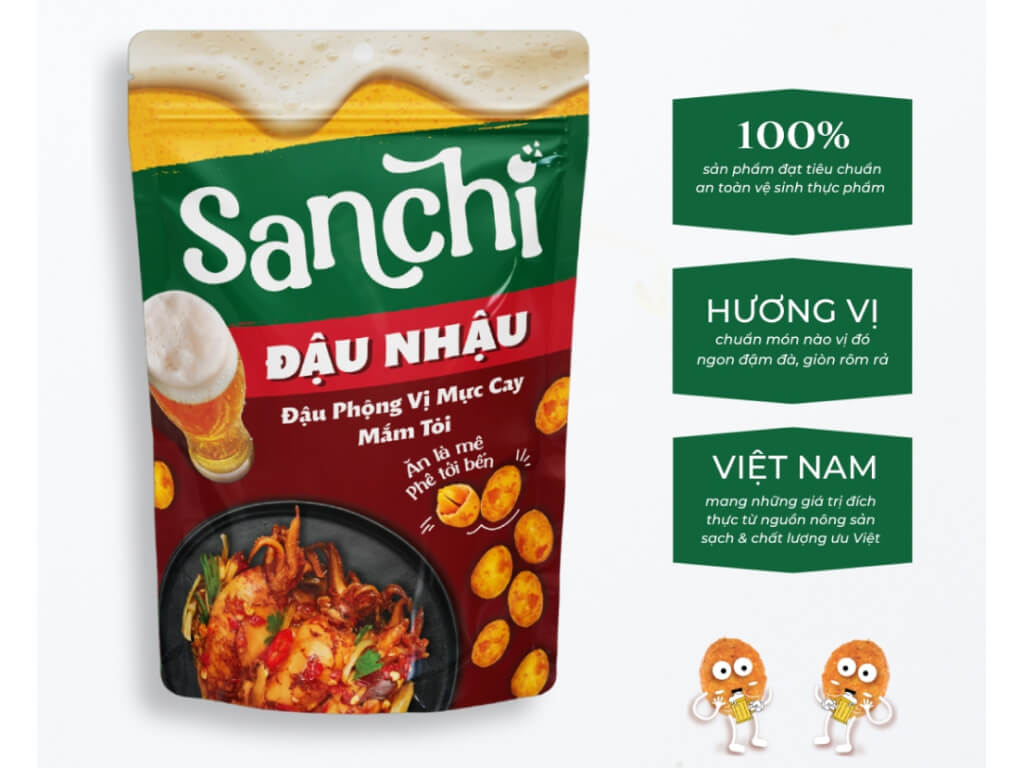 Sanchi
ĐẬU NHẬU
Đậu Phộng Vị Mực Cay
Mắm Tỏi
Ăn là mê
phê tới bến
100%
sản phẩm đạt tiêu chuẩn
an toàn vệ sinh thực phẩm
HƯƠNG VỊ
chuẩn món nào vị đó
ngon đậm đà, giòn rôm rả
VIỆT NAM
mang những giá trị đích
thực từ nguồn nông sản
sạch & chất lượng ưu Việt